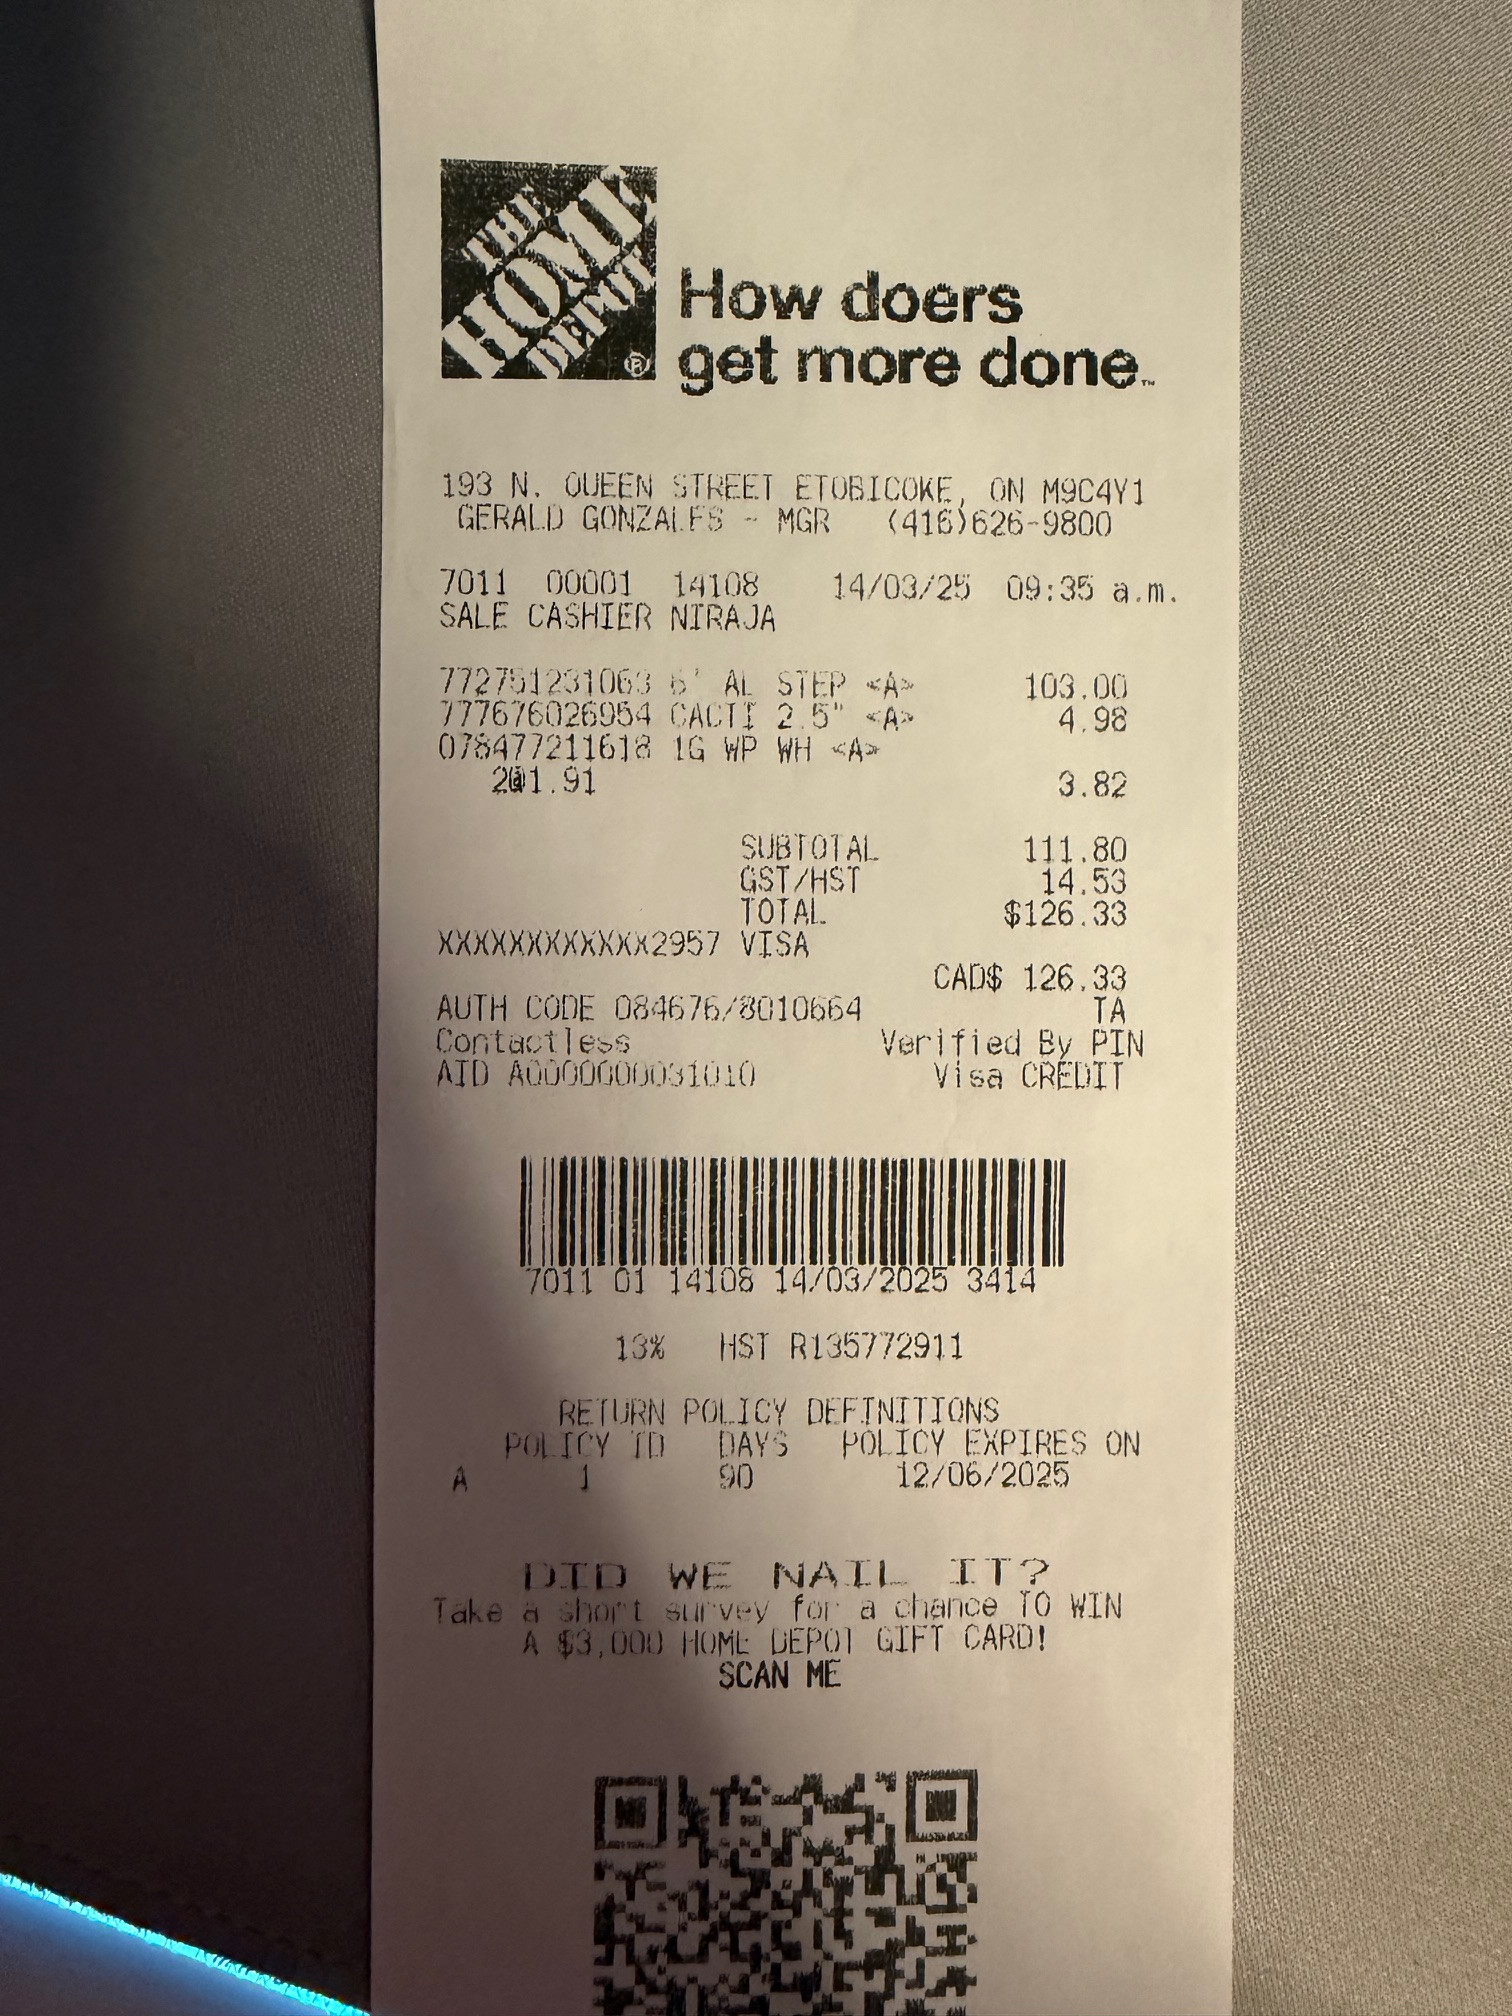 THE
HOME
DEPOT
®
How doers
get more done.™
193 N. QUEEN STREET ETOBICOKE, ON M9C4Y1
GERALD GONZALES - MGR (416)626-9800
7011 00001 14108 14/03/25 09:35 a.m.
SALE CASHIER NIRAJA
772751231063 6' AL STEP <A> 103.00
777676026954 CACTI 2.5" <A> 4.98
078477211618 1G WP WH <A>
2@1.91 3.82
SUBTOTAL 111.80
GST/HST 14.53
TOTAL $126.33
XXXXXXXXXXXX2957 VISA
CAD$ 126.33
AUTH CODE 084676/8010664 TA
Contactless Verified By PIN
AID A0000000031010 Visa CREDIT
7011 01 14108 14/03/2025 3414
13% HST R135772911
RETURN POLICY DEFINITIONS
POLICY ID DAYS POLICY EXPIRES ON
A 1 90 12/06/2025
DID WE NAIL IT?
Take a short survey for a chance TO WIN
A $3,000 HOME DEPOT GIFT CARD!
SCAN ME